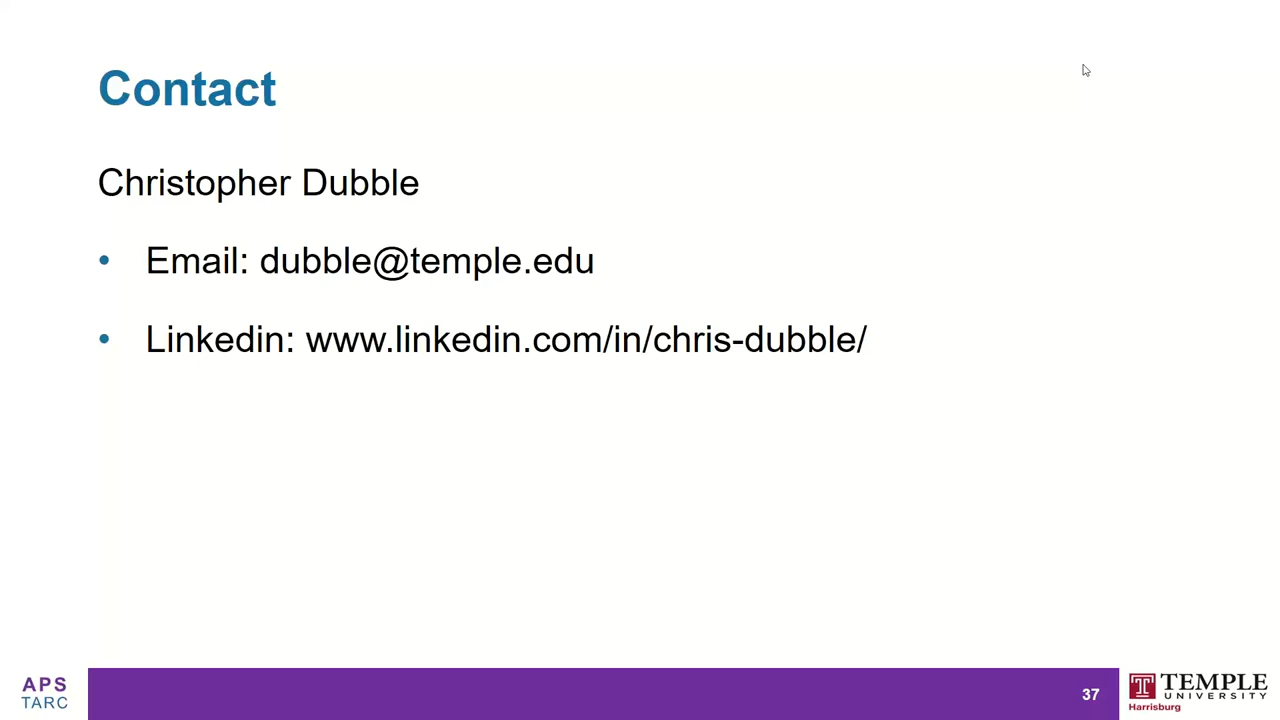 Contact
Christopher Dubble
• Email: dubble@temple.edu
• Linkedin: www.linkedin.com/in/chris-dubble/
APS
TARC
37
TEMPLE
UNIVERSITY
Harrisburg